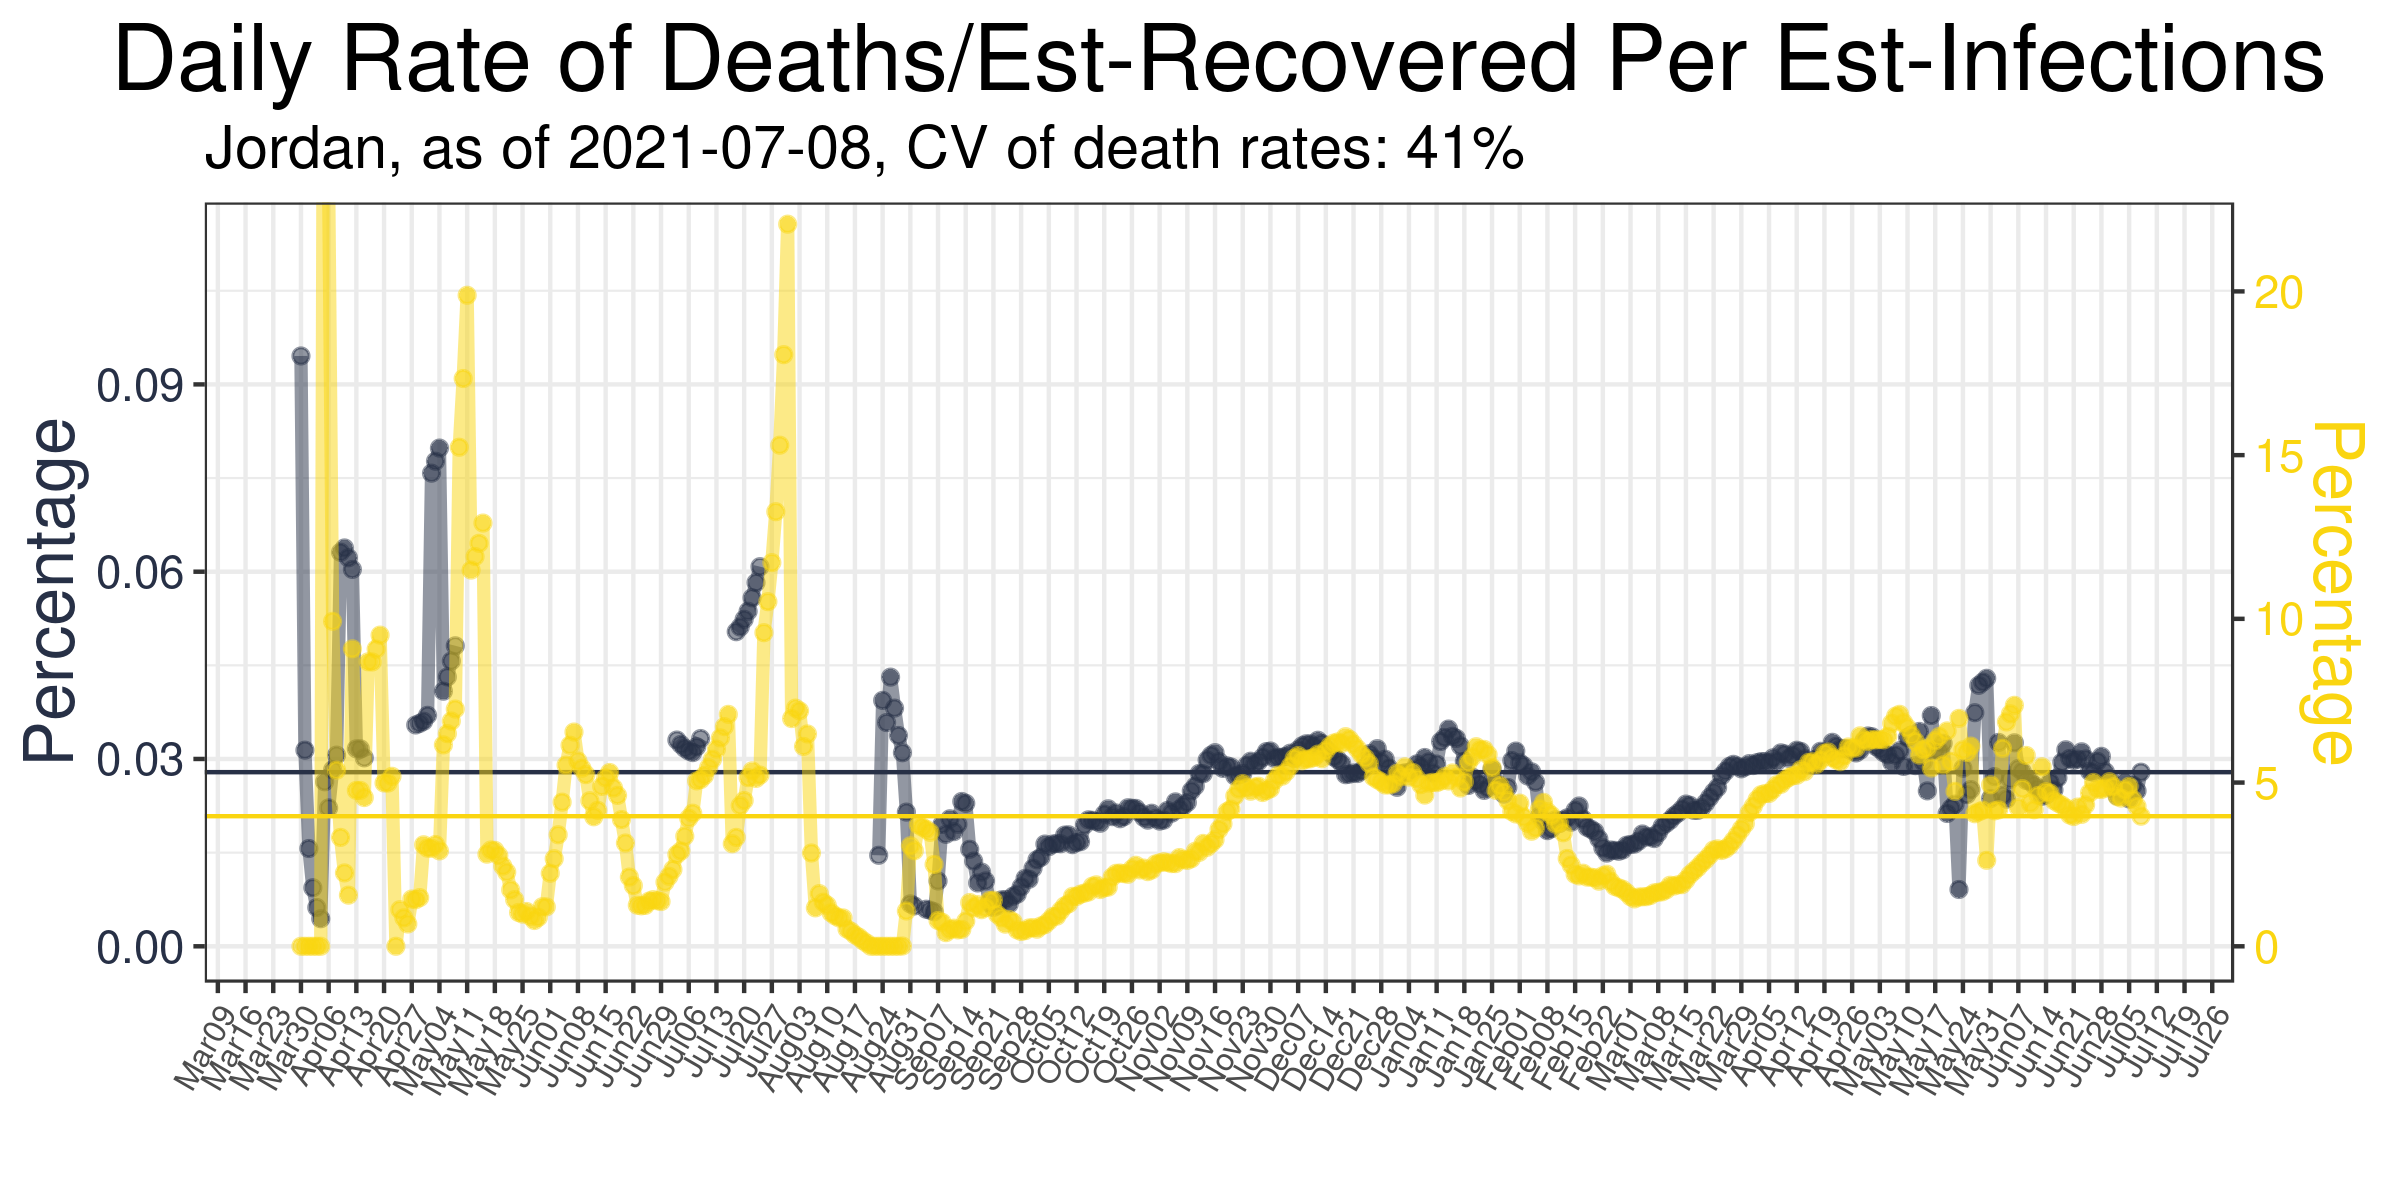 Daily Rate of Deaths/Est-Recovered Per Est-Infections
Jordan, as of 2021-07-08, CV of death rates: 41%
Percentage
0.09
0.06
0.03
0.00
20
15
10
5
0
Percentage
Mar09
Mar16
Mar23
Mar30
Apr06
Apr13
Apr20
Apr27
May04
May11
May18
May25
Jun01
Jun08
Jun15
Jun22
Jun29
Jul06
Jul13
Jul20
Jul27
Aug03
Aug10
Aug17
Aug24
Aug31
Sep07
Sep14
Sep21
Sep28
Oct05
Oct12
Oct19
Oct26
Nov02
Nov09
Nov16
Nov23
Nov30
Dec07
Dec14
Dec21
Dec28
Jan04
Jan11
Jan18
Jan25
Feb01
Feb08
Feb15
Feb22
Mar01
Mar08
Mar15
Mar22
Mar29
Apr05
Apr12
Apr19
Apr26
May03
May10
May17
May24
May31
Jun07
Jun14
Jun21
Jun28
Jul05
Jul12
Jul19
Jul26